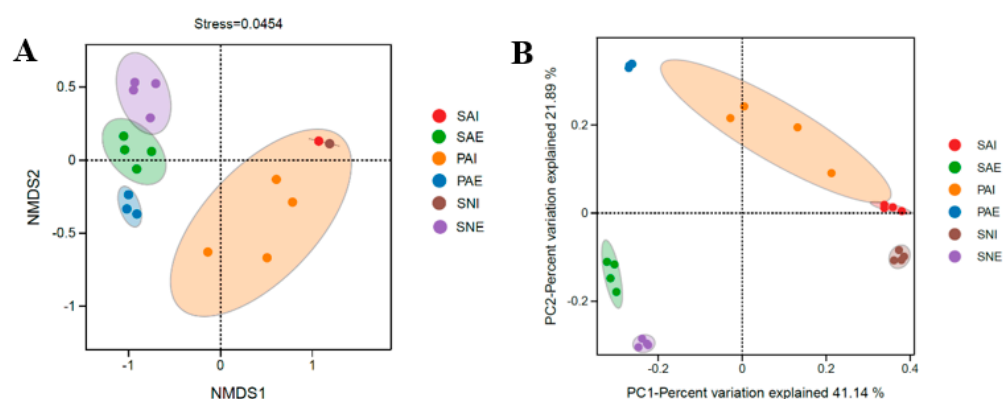 Stress=0.0454
A
0.5
0
-0.5
-1
NMDS2
-1
0
1
NMDS1
SAI
SAE
PAI
PAE
SNI
SNE
B
PC2-Percent variation explained 21.89 %
0.2
0
-0.2
-0.2
0
0.2
0.4
PC1-Percent variation explained 41.14 %
SAI
SAE
PAI
PAE
SNI
SNE